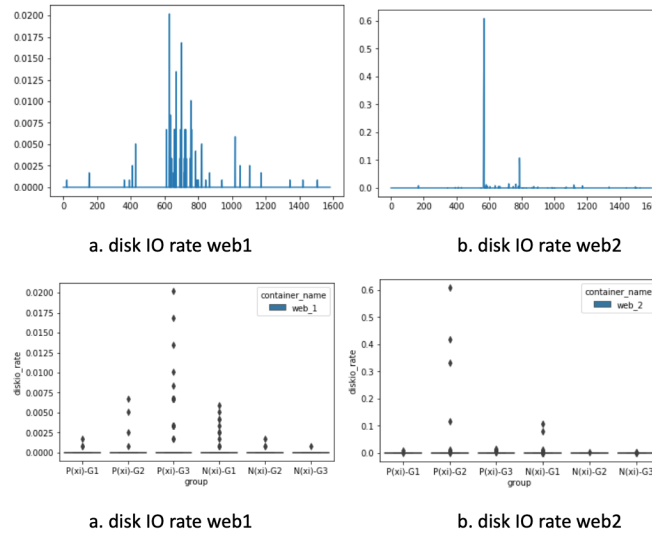 0.0200
0.0175
0.0150
0.0125
0.0100
0.0075
0.0050
0.0025
0.0000
0 200 400 600 800 1000 1200 1400 1600
0.6
0.5
0.4
0.3
0.2
0.1
0.0
0 200 400 600 800 1000 1200 1400 1600
a. disk IO rate web1
b. disk IO rate web2
0.0200
0.0175
0.0150
0.0125
0.0100
0.0075
0.0050
0.0025
0.0000
diskio_rate
container_name
web_1
P(xi)-G1 P(xi)-G2 P(xi)-G3 N(xi)-G1 N(xi)-G2 N(xi)-G3
group
0.6
0.5
0.4
0.3
0.2
0.1
0.0
diskio_rate
container_name
web_2
P(xi)-G1 P(xi)-G2 P(xi)-G3 N(xi)-G1 N(xi)-G2 N(xi)-G3
group
a. disk IO rate web1
b. disk IO rate web2